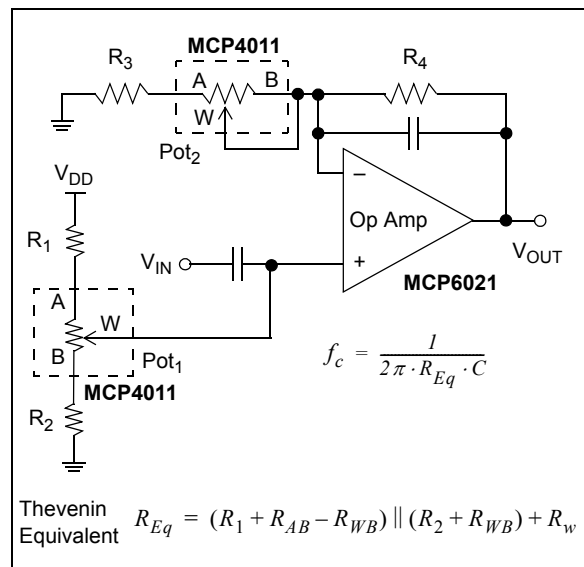 MCP4011
R3
A
B
R4
W
Pot2
VDD
R1
VIN
Op Amp
–
+
VOUT
MCP6021
A
W
B
Pot1
MCP4011
R2
fc = 1 / 2π · REq · C
Thevenin
Equivalent
REq = (R1 + RAB – RWB) || (R2 + RWB) + Rw